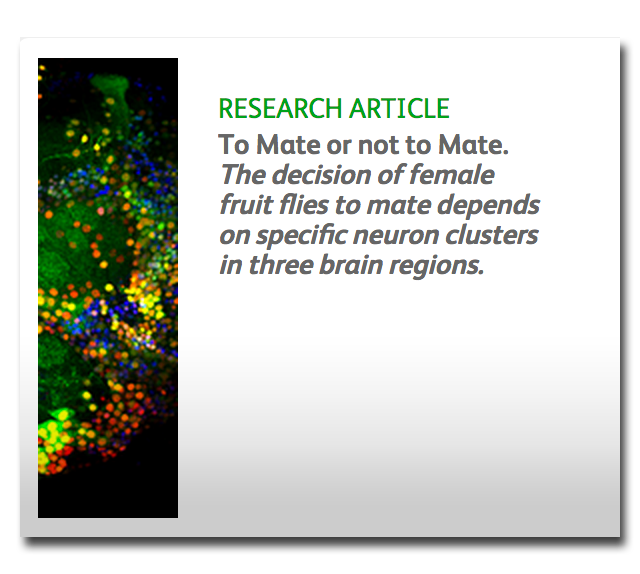 RESEARCH ARTICLE
To Mate or not to Mate.
The decision of female
fruit flies to mate depends
on specific neuron clusters
in three brain regions.